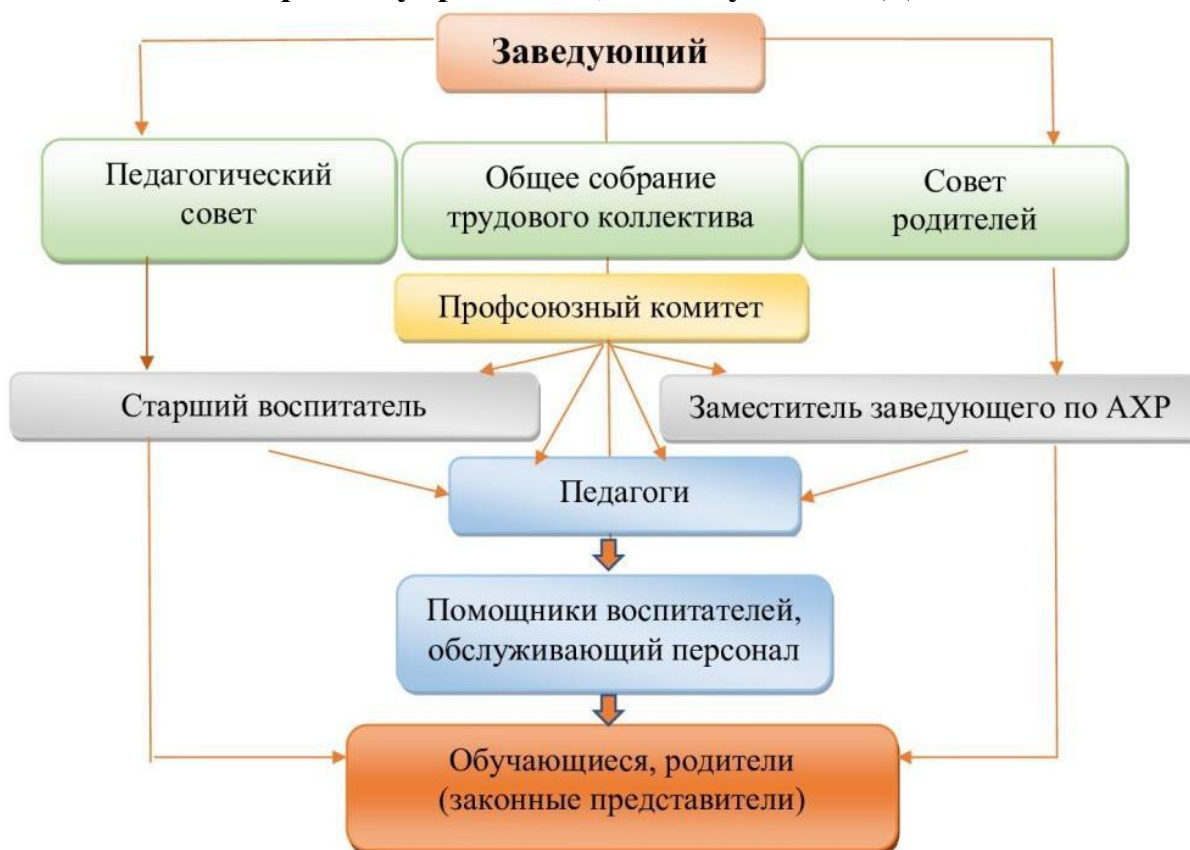 Заведующий
Педагогический
совет
Общее собрание
трудового коллектива
Совет
родителей
Профсоюзный комитет
Старший воспитатель
Заместитель заведующего по АХР
Педагоги
Помощники воспитателей,
обслуживающий персонал
Обучающиеся, родители
(законные представители)